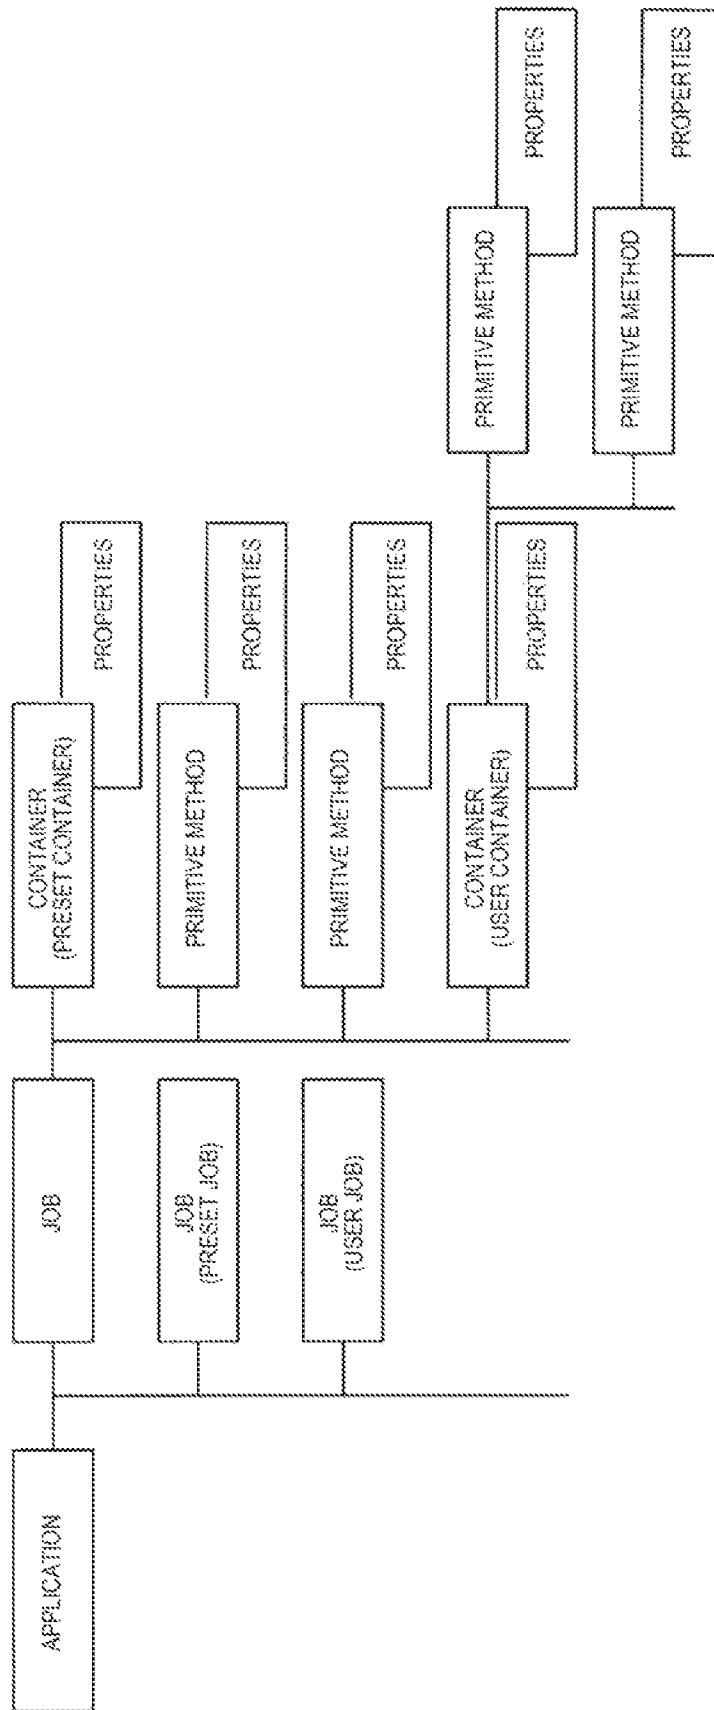 APPLICATION
JOB
CONTAINER
(PRESET CONTAINER)
PROPERTIES
JOB
(PRESET JOB)
PRIMITIVE METHOD
PROPERTIES
JOB
(USER JOB)
PRIMITIVE METHOD
PROPERTIES
CONTAINER
(USER CONTAINER)
PROPERTIES
PRIMITIVE METHOD
PROPERTIES
PRIMITIVE METHOD
PROPERTIES